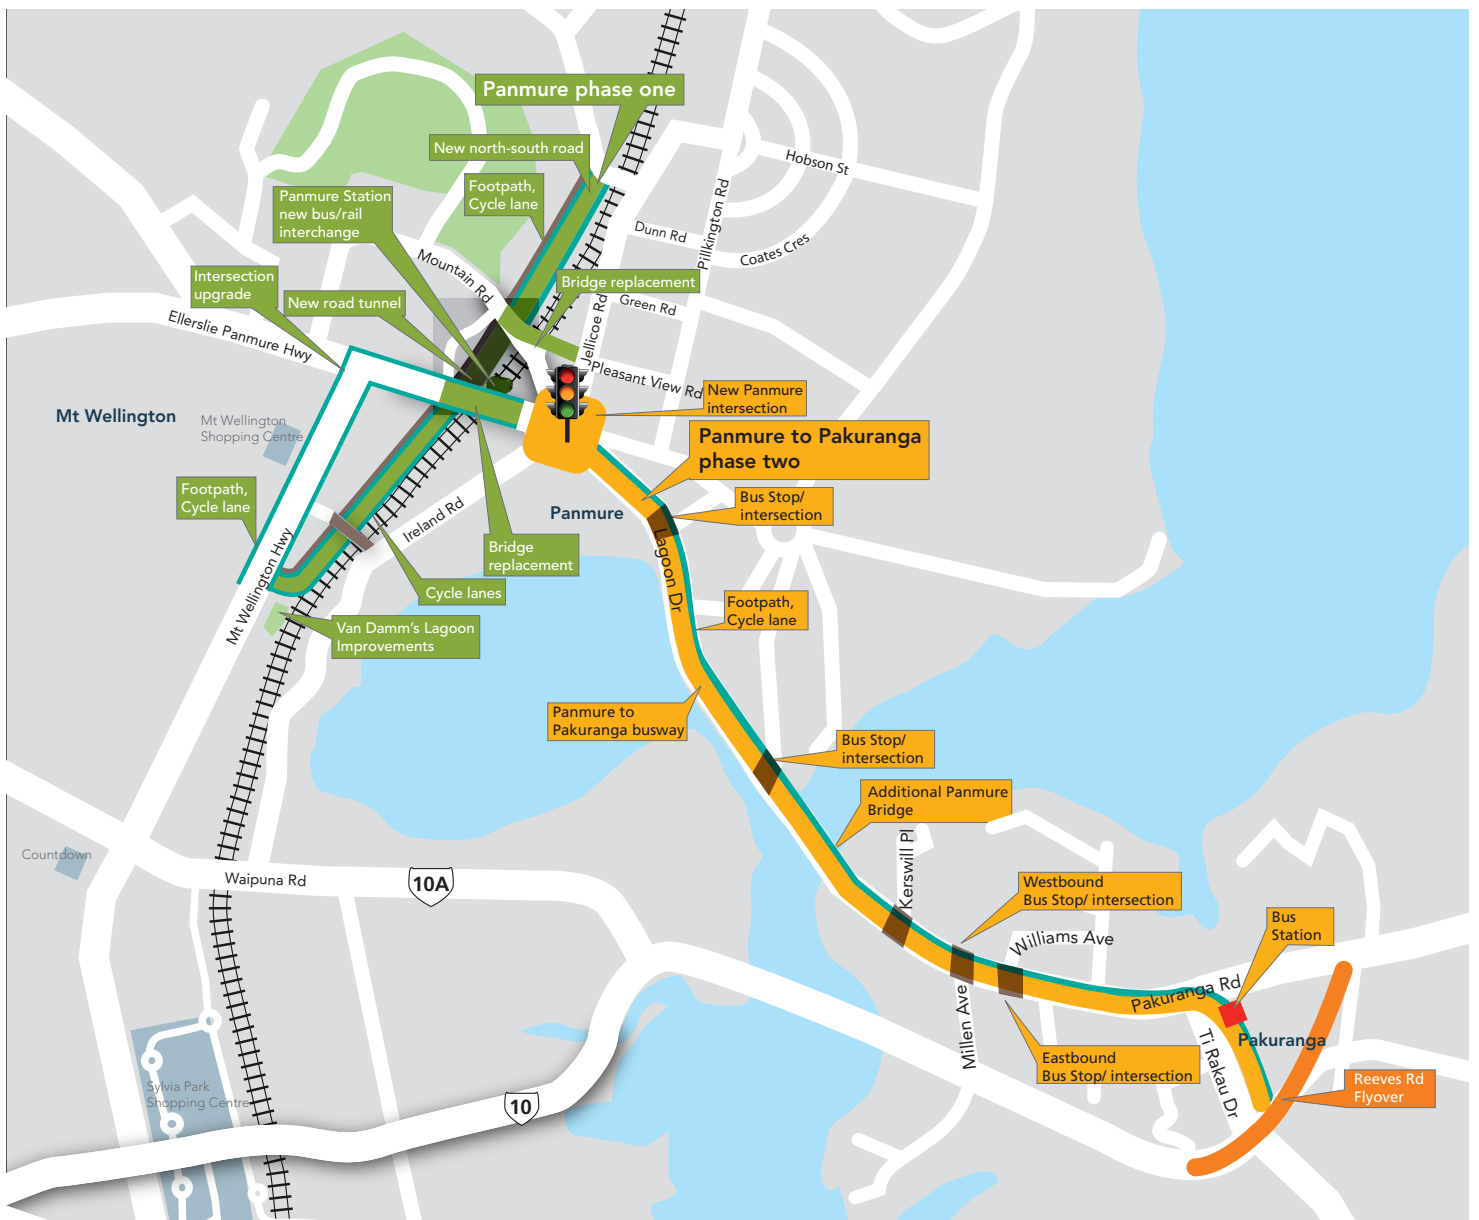 Panmure phase one
New north-south road
Hobson St
Footpath,
Cycle lane
Panmure Station
new bus/rail
interchange
Pilkington Rd
Dunn Rd
Coates Cres
Mountain Rd
Intersection
upgrade
Bridge replacement
New road tunnel
Green Rd
Jellicoe Rd
Ellerslie Panmure Hwy
Pleasant View Rd
New Panmure
intersection
Mt Wellington
Mt Wellington
Shopping Centre
Panmure to Pakuranga
phase two
Footpath,
Cycle lane
Bus Stop/
intersection
Ireland Rd
Panmure
Lagoon Dr
Bridge
replacement
Mt Wellington Hwy
Cycle lanes
Footpath,
Cycle lane
Van Damm's Lagoon
Improvements
Panmure to
Pakuranga busway
Bus Stop/
intersection
Additional Panmure
Bridge
Kerswill Pl
Countdown
Waipuna Rd
10A
Westbound
Bus Stop/ intersection
Bus
Station
Williams Ave
Pakuranga Rd
Millen Ave
Pakuranga
Ti Rakau Dr
Eastbound
Bus Stop/ intersection
Reeves Rd
Flyover
Sylvia Park
Shopping Centre
10